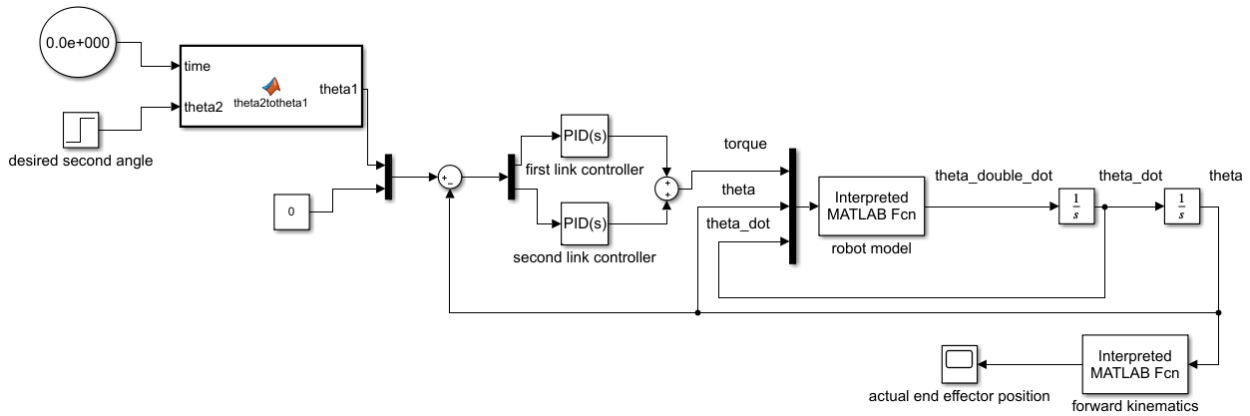 0.0e+000
time
theta1
theta2totheta1
theta2
desired second angle
0
+
−
PID(s)
first link controller
PID(s)
second link controller
+
+
torque
theta
theta_dot
Interpreted
MATLAB Fcn
robot model
theta_double_dot
1
s
theta_dot
1
s
theta
Interpreted
MATLAB Fcn
forward kinematics
actual end effector position